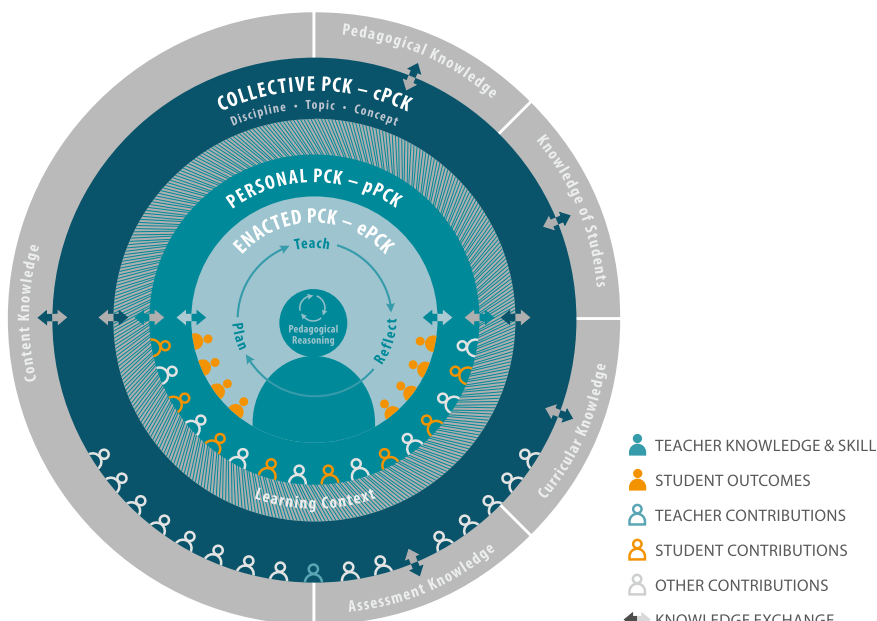 Pedagogical Knowledge
Knowledge of Students
Curricular Knowledge
Assessment Knowledge
Content Knowledge
COLLECTIVE PCK – cPCK
Discipline • Topic • Concept
PERSONAL PCK – pPCK
ENACTED PCK – ePCK
Teach
Reflect
Plan
Pedagogical
Reasoning
Learning Context
TEACHER KNOWLEDGE & SKILL
STUDENT OUTCOMES
TEACHER CONTRIBUTIONS
STUDENT CONTRIBUTIONS
OTHER CONTRIBUTIONS
KNOWLEDGE EXCHANGE